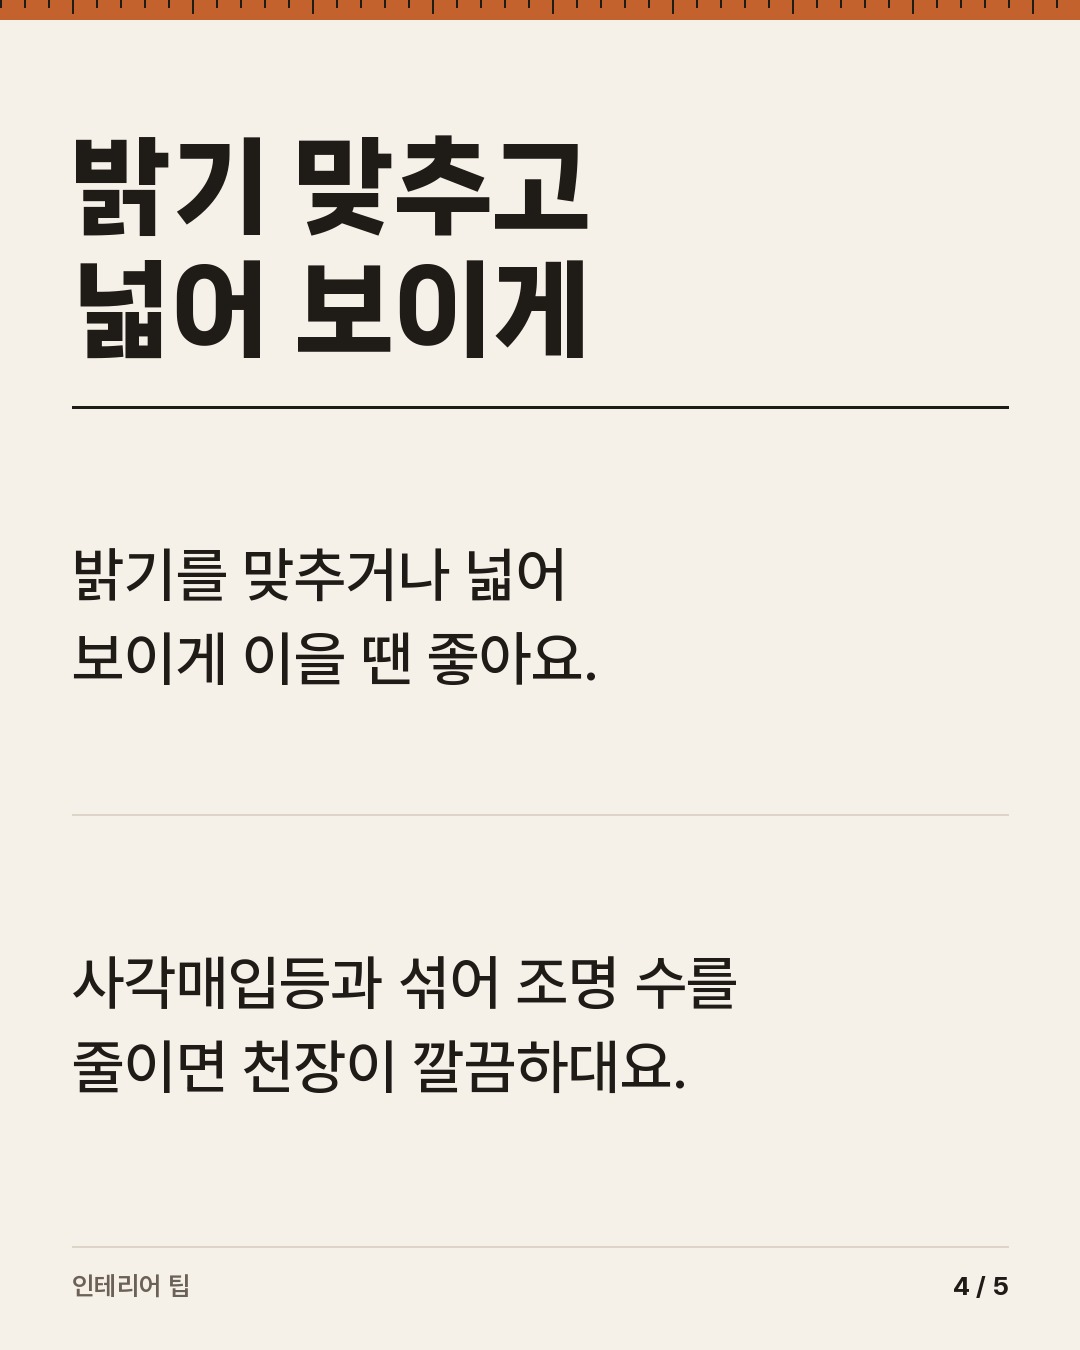 밝기 맞추고
넓어 보이게
밝기를 맞추거나 넓어
보이게 이을 땐 좋아요.
사각매입등과 섞어 조명 수를
줄이면 천장이 깔끔하대요.
인테리어 팁
4 / 5